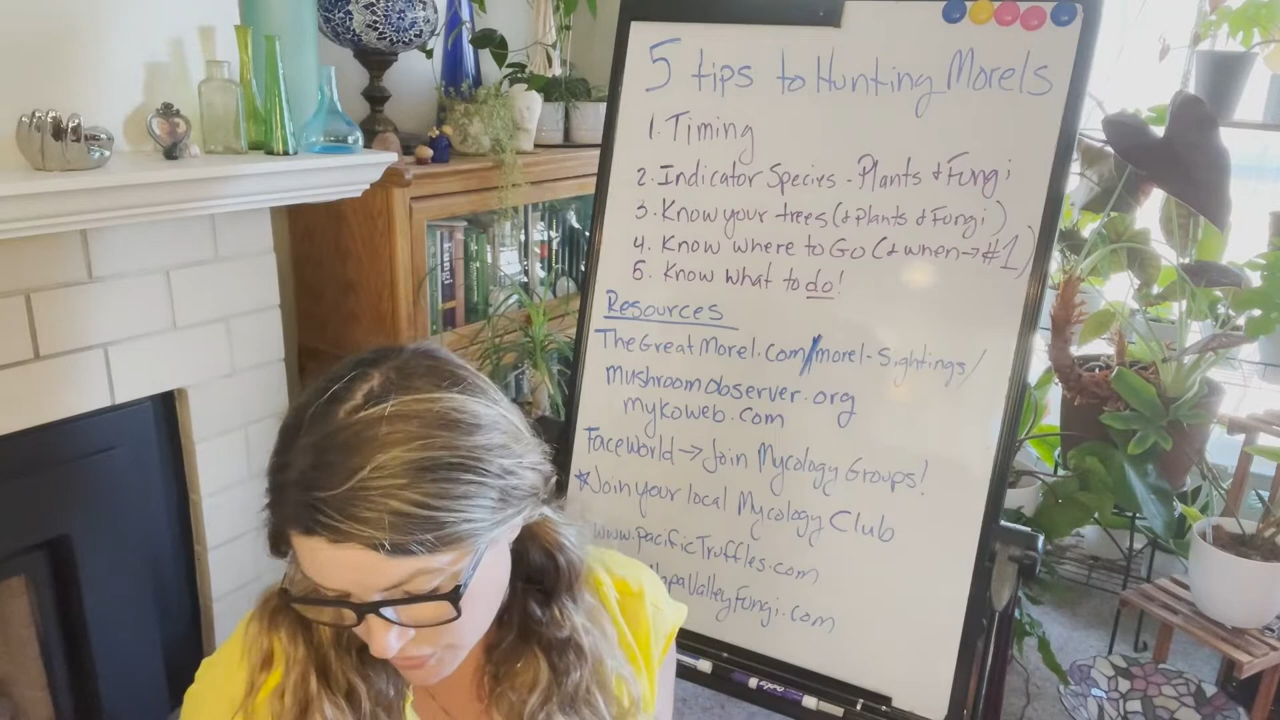 5 tips to Hunting Morels
1. Timing
2. Indicator Species - Plants & Fungi
3. Know your trees (& Plants & Fungi)
4. Know where to Go (& when → #1)
5. Know what to do!
Resources
TheGreatMorel.com/morel-sightings/
mushroomobserver.org
mykoweb.com
FaceWorld → Join Mycology Groups!
*Join your local Mycology Club
www.pacificTruffles.com
NapaValleyFungi.com